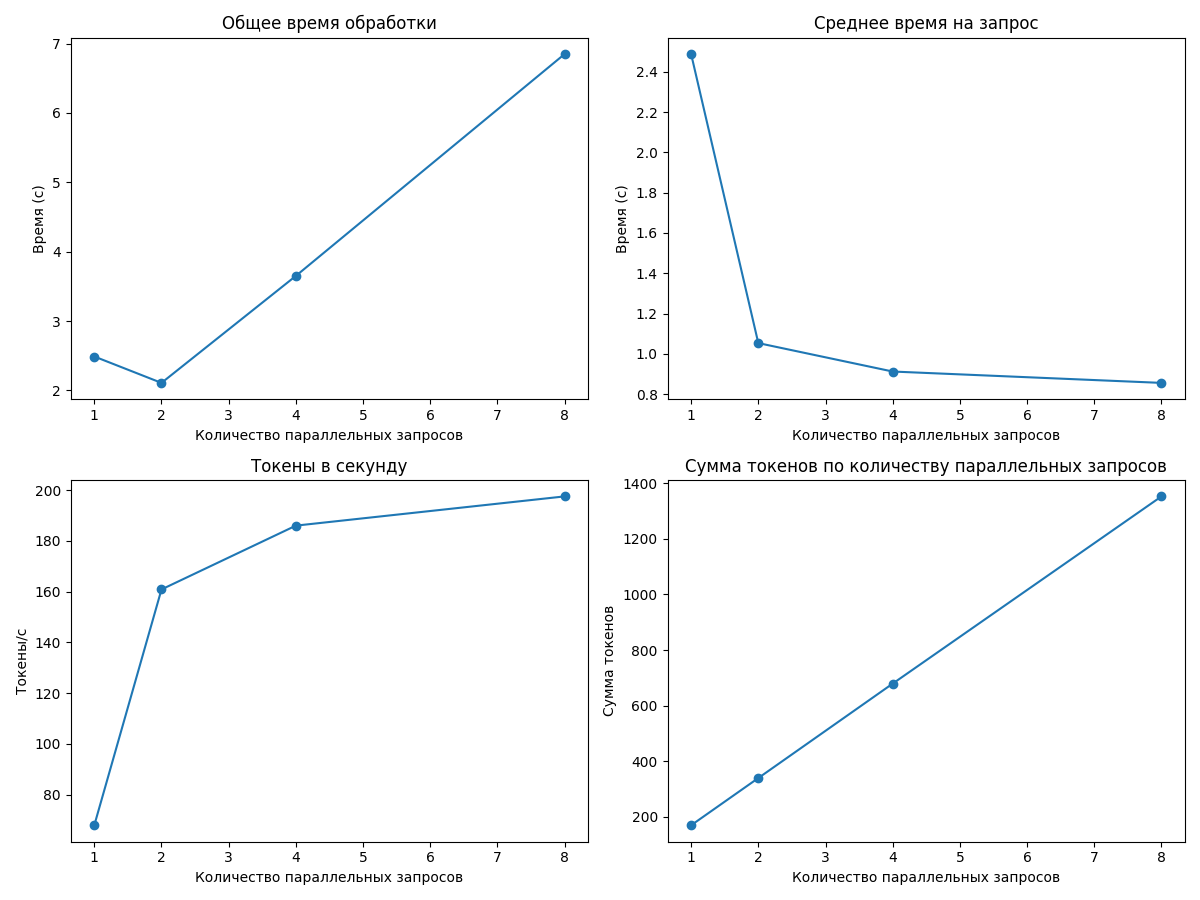 Общее время обработки
Время (с)
7
6
5
4
3
2
1 2 3 4 5 6 7 8
Количество параллельных запросов
Среднее время на запрос
Время (с)
2.4
2.2
2.0
1.8
1.6
1.4
1.2
1.0
0.8
1 2 3 4 5 6 7 8
Количество параллельных запросов
Токены в секунду
Токены/с
200
180
160
140
120
100
80
1 2 3 4 5 6 7 8
Количество параллельных запросов
Сумма токенов по количеству параллельных запросов
Сумма токенов
1400
1200
1000
800
600
400
200
1 2 3 4 5 6 7 8
Количество параллельных запросов